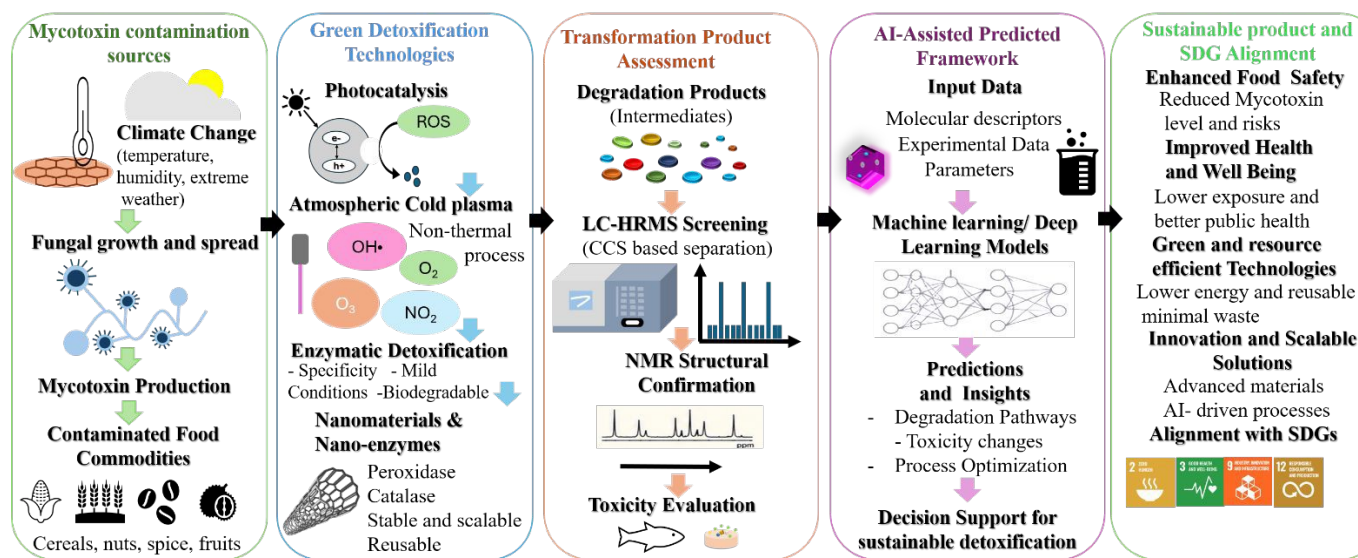 Mycotoxin contamination
sources
Climate Change
(temperature,
humidity, extreme
weather)
Fungal growth and spread
Mycotoxin Production
Contaminated Food
Commodities
Cereals, nuts, spice, fruits
Green Detoxification
Technologies
Photocatalysis
ROS
e-
h+
Atmospheric Cold plasma
Non-thermal
process
OH•
O2
O3
NO2
Enzymatic Detoxification
- Specificity - Mild
Conditions -Biodegradable
Nanomaterials &
Nano-enzymes
Peroxidase
Catalase
Stable and scalable
Reusable
Transformation Product
Assessment
Degradation Products
(Intermediates)
LC-HRMS Screening
(CCS based separation)
NMR Structural
Confirmation
ppm
Toxicity Evaluation
AI-Assisted Predicted
Framework
Input Data
Molecular descriptors
Experimental Data
Parameters
Machine learning/ Deep
Learning Models
Predictions
and Insights
- Degradation Pathways
- Toxicity changes
- Process Optimization
Decision Support for
sustainable detoxification
Sustainable product and
SDG Alignment
Enhanced Food Safety
Reduced Mycotoxin
level and risks
Improved Health
and Well Being
Lower exposure and
better public health
Green and resource
efficient Technologies
Lower energy and reusable
minimal waste
Innovation and Scalable
Solutions
Advanced materials
AI- driven processes
Alignment with SDGs
2
3
9
12